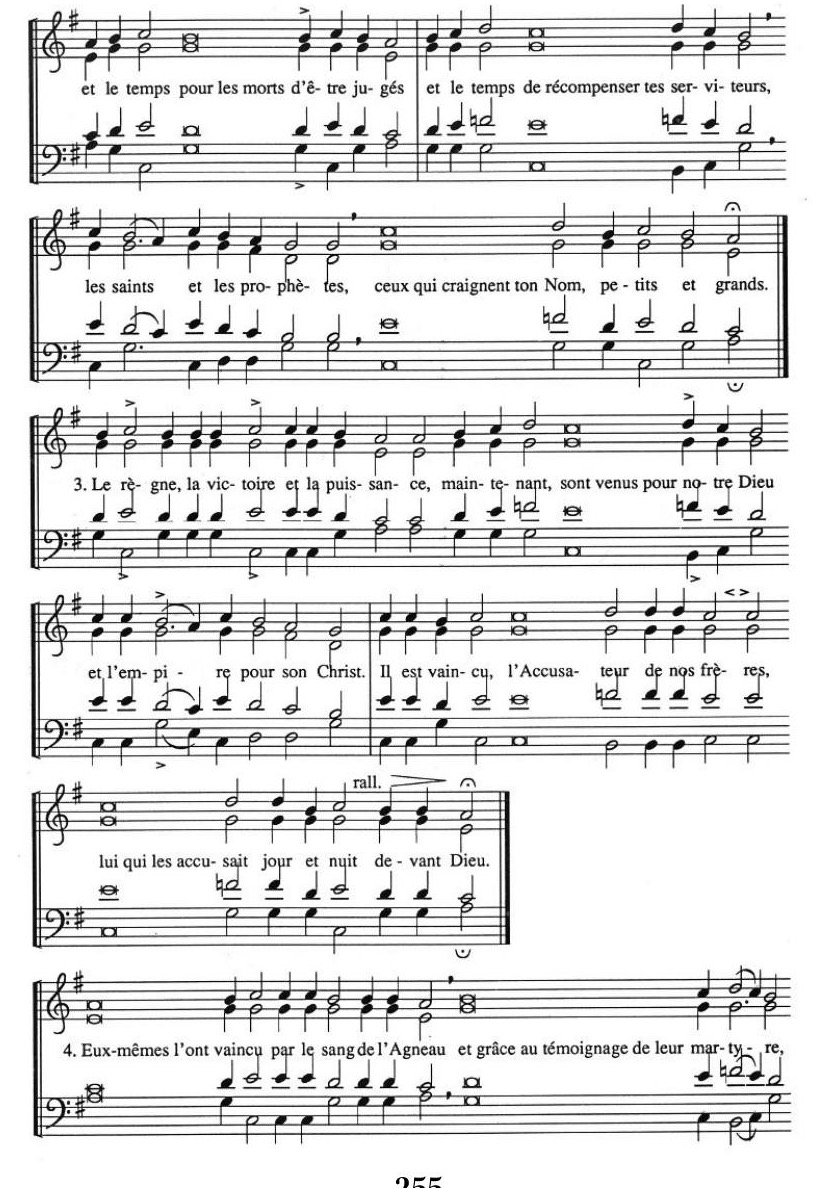 et le temps pour les morts d'ê- tre ju- gés et le temps de récompenser tes ser- vi- teurs,
les saints et les pro- phè- tes, ceux qui craignent ton Nom, pe - tits et grands.
3. Le rè- gne, la vic- toire et la puis- san- ce, main- te- nant, sont venus pour no- tre Dieu
et l'em- pi - re pour son Christ. Il est vain- cu, l'Accusa- teur de nos frè- res,
rall.
lui qui les accu- sait jour et nuit de - vant Dieu.
4. Eux-mêmes l'ont vaincu par le sang de l'Agneau et grâce au témoignage de leur mar- ty - re,
255